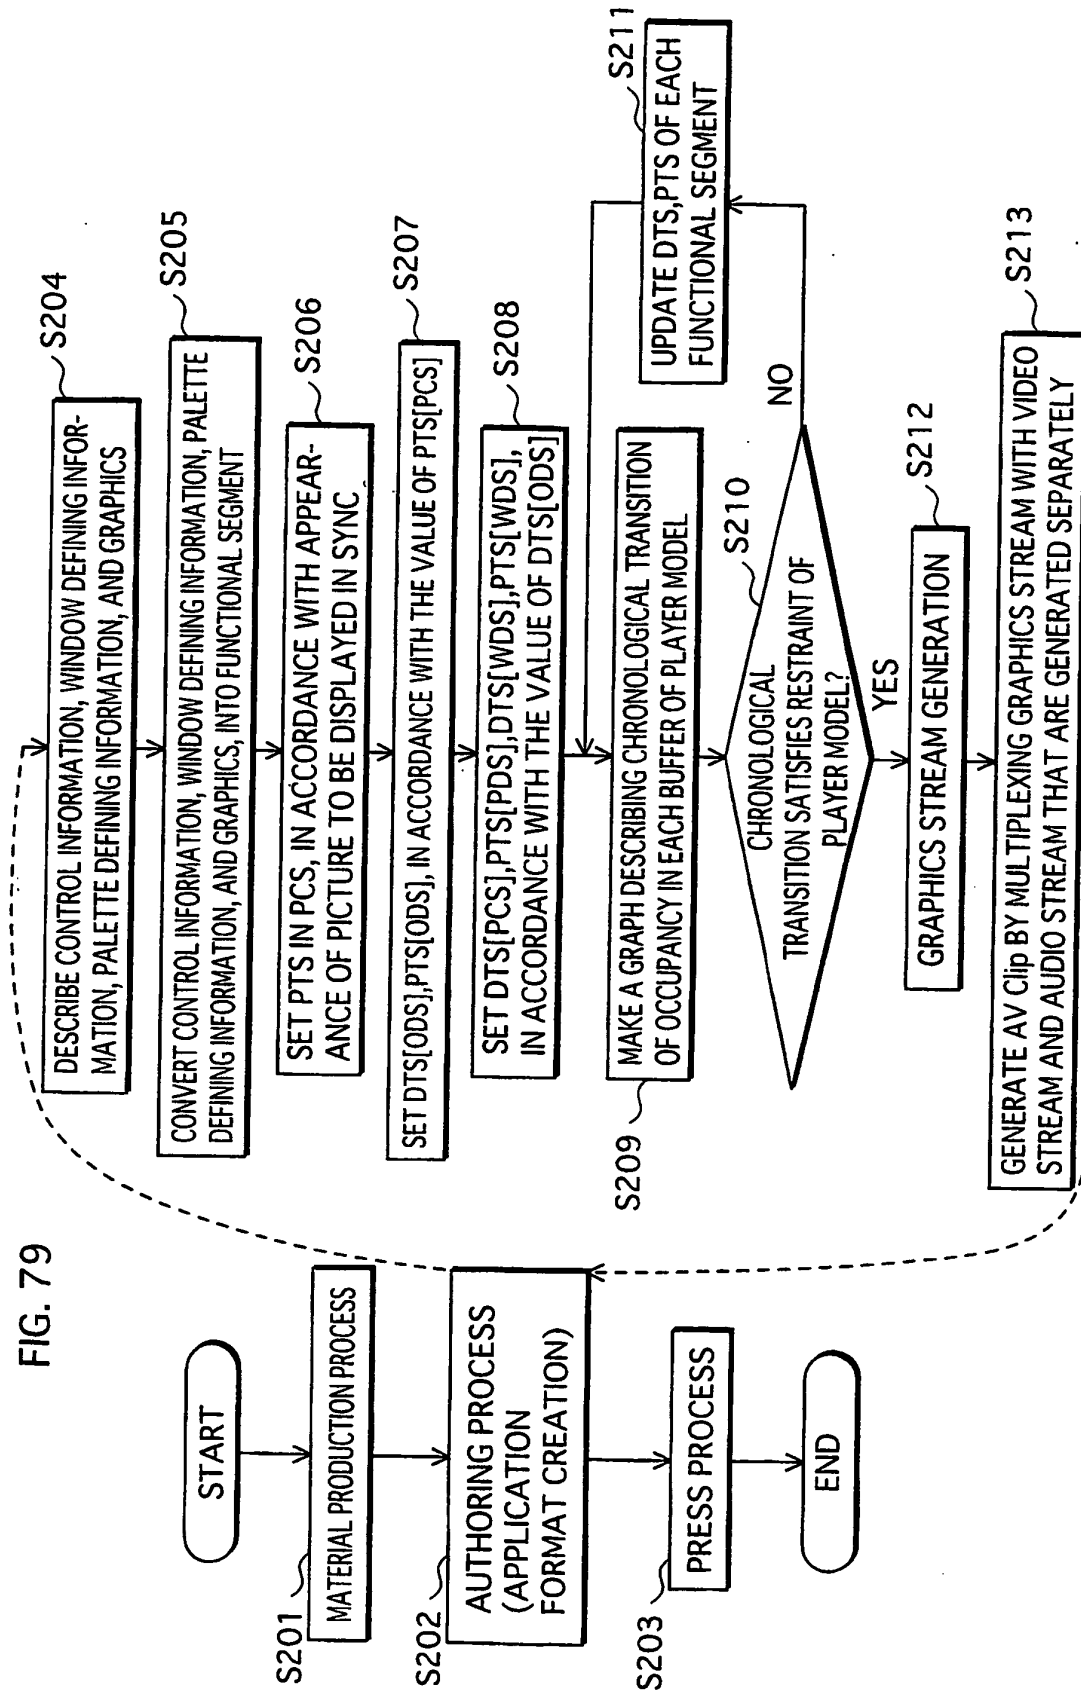 FIG. 79
START
S201
MATERIAL PRODUCTION PROCESS
S202
AUTHORING PROCESS
(APPLICATION
FORMAT CREATION)
S203
PRESS PROCESS
END
S204
DESCRIBE CONTROL INFORMATION, WINDOW DEFINING INFOR-
MATION, PALETTE DEFINING INFORMATION, AND GRAPHICS
S205
CONVERT CONTROL INFORMATION, WINDOW DEFINING INFORMATION, PALETTE
DEFINING INFORMATION, AND GRAPHICS, INTO FUNCTIONAL SEGMENT
S206
SET PTS IN PCS, IN ACCORDANCE WITH APPEAR-
ANCE OF PICTURE TO BE DISPLAYED IN SYNC
S207
SET DTS[ODS],PTS[ODS], IN ACCORDANCE WITH THE VALUE OF PTS[PCS]
S208
SET DTS[PCS],PTS[PDS],DTS[WDS],PTS[WDS],
IN ACCORDANCE WITH THE VALUE OF DTS[ODS]
S209
MAKE A GRAPH DESCRIBING CHRONOLOGICAL TRANSITION
OF OCCUPANCY IN EACH BUFFER OF PLAYER MODEL
S210
CHRONOLOGICAL
TRANSITION SATISFIES RESTRAINT OF
PLAYER MODEL?
NO
YES
S211
UPDATE DTS,PTS OF EACH
FUNCTIONAL SEGMENT
S212
GRAPHICS STREAM GENERATION
S213
GENERATE AV Clip BY MULTIPLEXING GRAPHICS STREAM WITH VIDEO
STREAM AND AUDIO STREAM THAT ARE GENERATED SEPARATELY